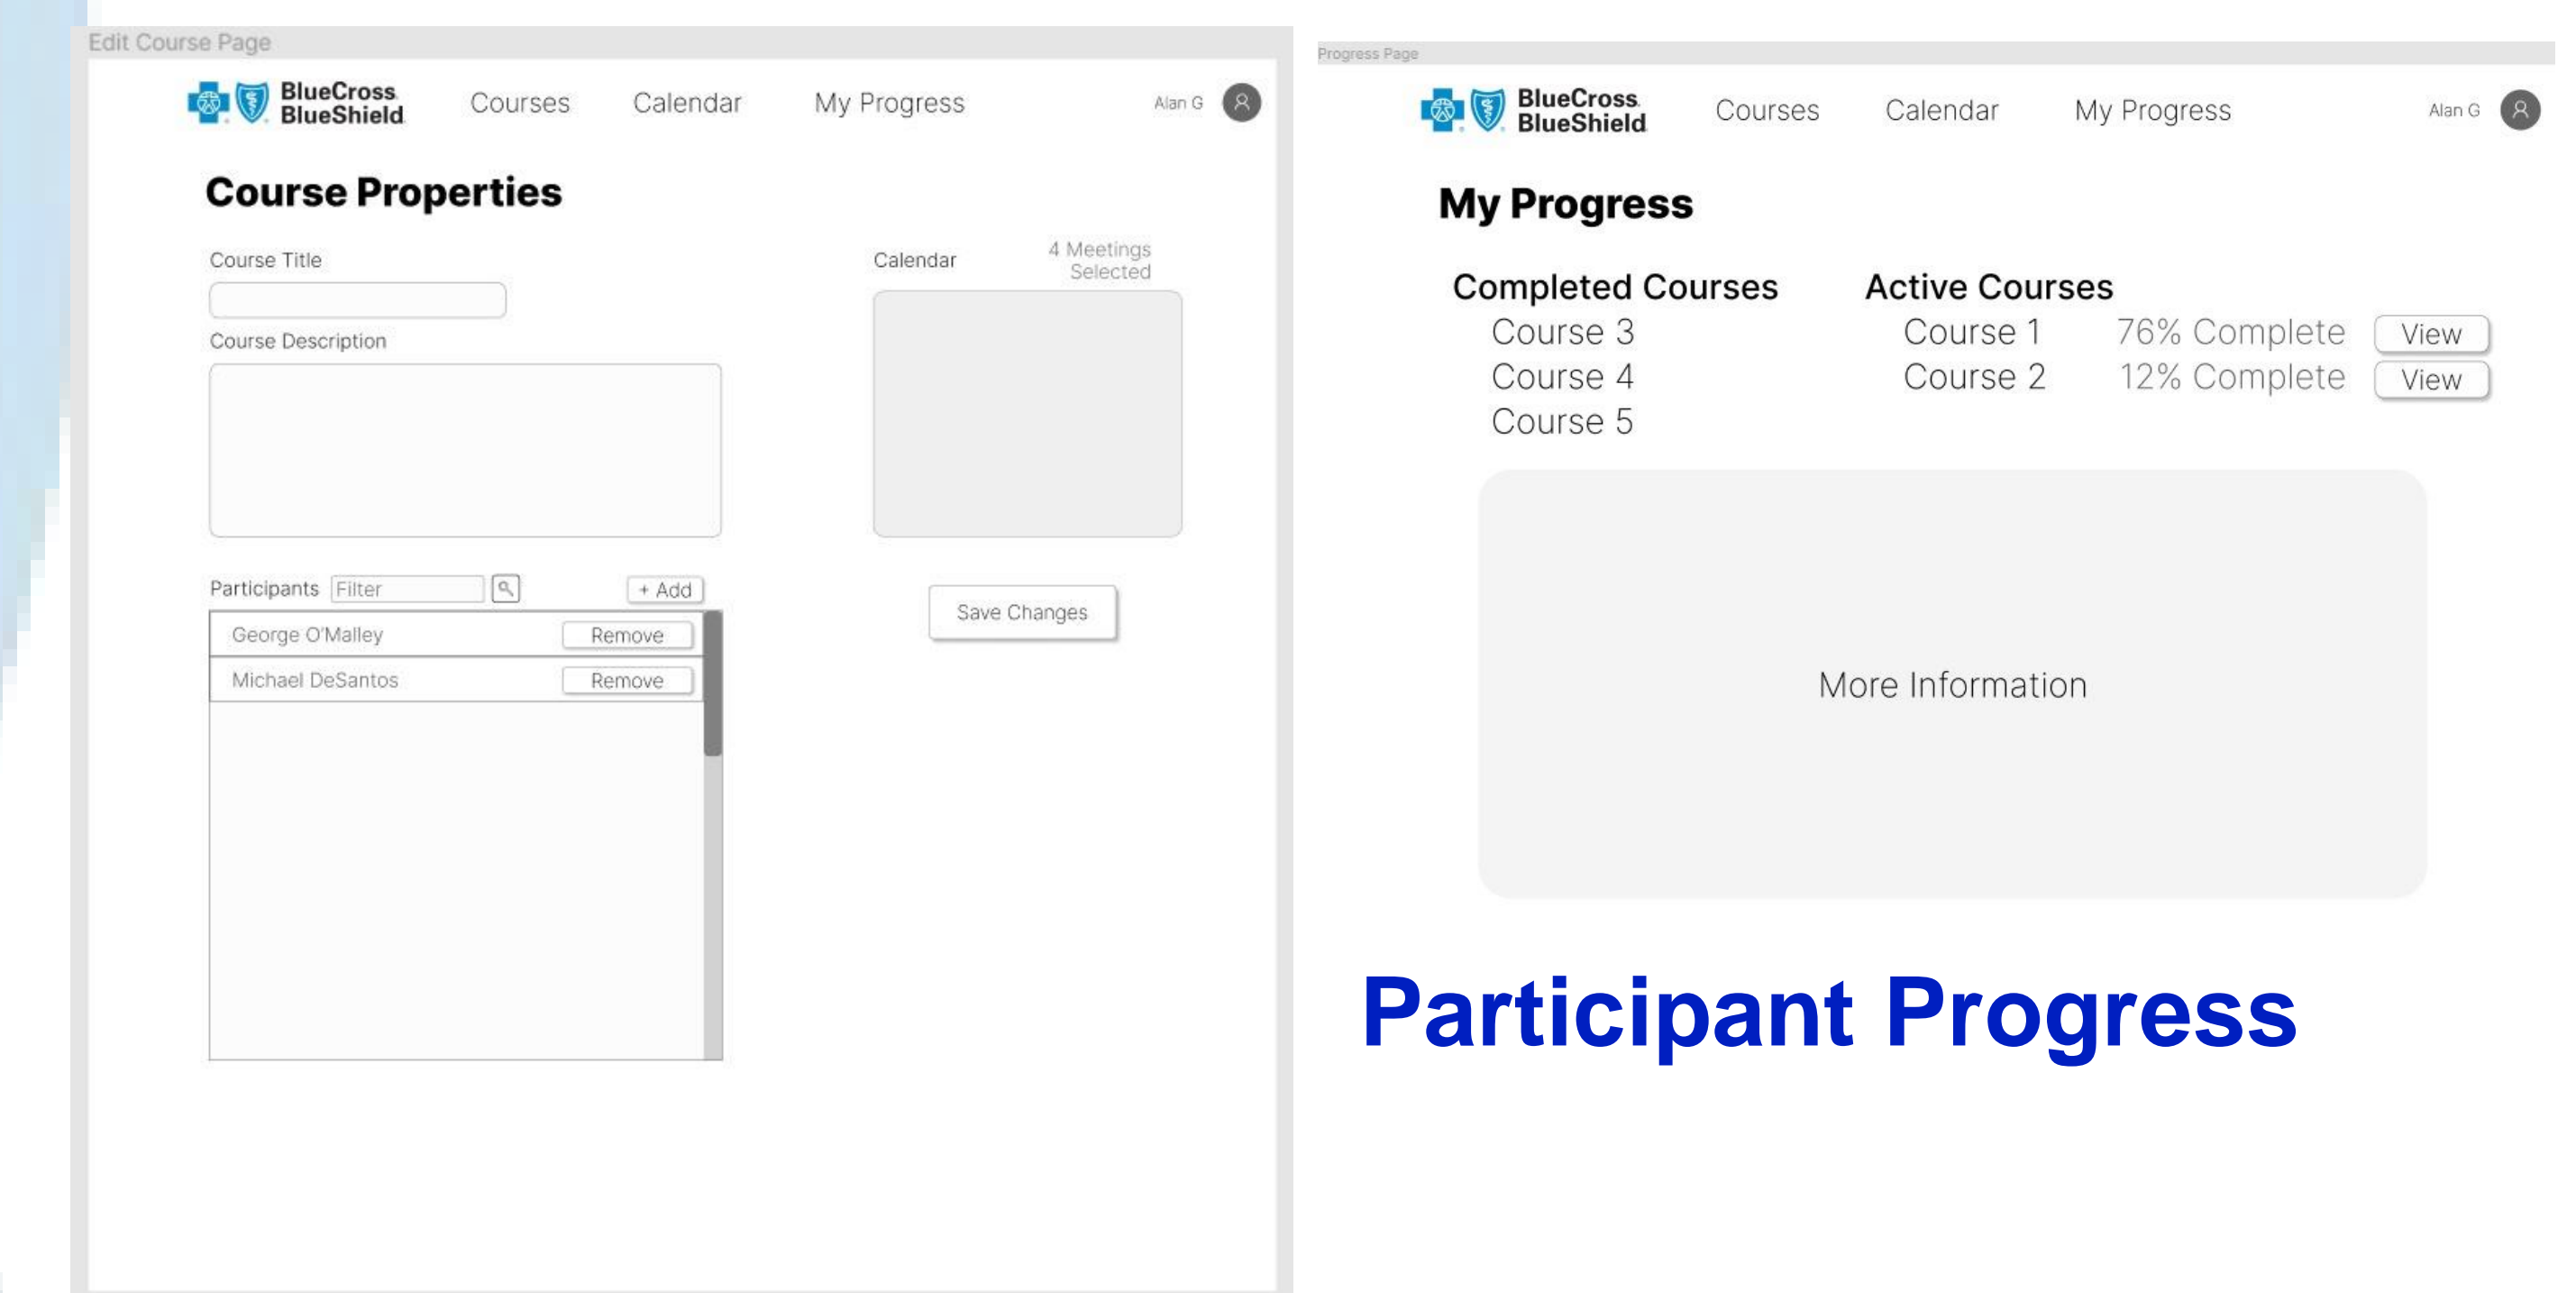 Edit Course Page
BlueCross
BlueShield
Courses
Calendar
My Progress
Alan G
Course Properties
Course Title
Course Description
Calendar
4 Meetings
Selected
Participants
Filter
+ Add
George O'Malley
Remove
Michael DeSantos
Remove
Save Changes
Progress Page
BlueCross
BlueShield
Courses
Calendar
My Progress
Alan G
My Progress
Completed Courses
Course 3
Course 4
Course 5
Active Courses
Course 1 76% Complete View
Course 2 12% Complete View
More Information
Participant Progress